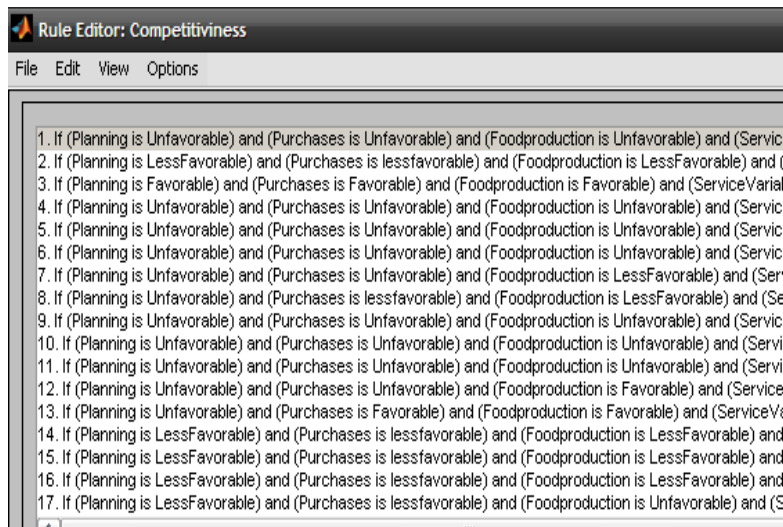 Rule Editor: Competitiviness
File Edit View Options
1. If (Planning is Unfavorable) and (Purchases is Unfavorable) and (Foodproduction is Unfavorable) and (Servic
2. If (Planning is LessFavorable) and (Purchases is lessfavorable) and (Foodproduction is LessFavorable) and (
3. If (Planning is Favorable) and (Purchases is Favorable) and (Foodproduction is Favorable) and (ServiceVarial
4. If (Planning is Unfavorable) and (Purchases is Unfavorable) and (Foodproduction is Unfavorable) and (Servic
5. If (Planning is Unfavorable) and (Purchases is Unfavorable) and (Foodproduction is Unfavorable) and (Servic
6. If (Planning is Unfavorable) and (Purchases is Unfavorable) and (Foodproduction is Unfavorable) and (Servic
7. If (Planning is Unfavorable) and (Purchases is Unfavorable) and (Foodproduction is LessFavorable) and (Ser
8. If (Planning is Unfavorable) and (Purchases is lessfavorable) and (Foodproduction is LessFavorable) and (Se
9. If (Planning is Unfavorable) and (Purchases is Unfavorable) and (Foodproduction is Unfavorable) and (Servic
10. If (Planning is Unfavorable) and (Purchases is Unfavorable) and (Foodproduction is Unfavorable) and (Servi
11. If (Planning is Unfavorable) and (Purchases is Unfavorable) and (Foodproduction is Unfavorable) and (Servi
12. If (Planning is Unfavorable) and (Purchases is Unfavorable) and (Foodproduction is Favorable) and (Service
13. If (Planning is Unfavorable) and (Purchases is Favorable) and (Foodproduction is Favorable) and (ServiceVa
14. If (Planning is LessFavorable) and (Purchases is lessfavorable) and (Foodproduction is LessFavorable) and
15. If (Planning is LessFavorable) and (Purchases is lessfavorable) and (Foodproduction is LessFavorable) and
16. If (Planning is LessFavorable) and (Purchases is lessfavorable) and (Foodproduction is LessFavorable) and
17. If (Planning is LessFavorable) and (Purchases is lessfavorable) and (Foodproduction is Unfavorable) and (S